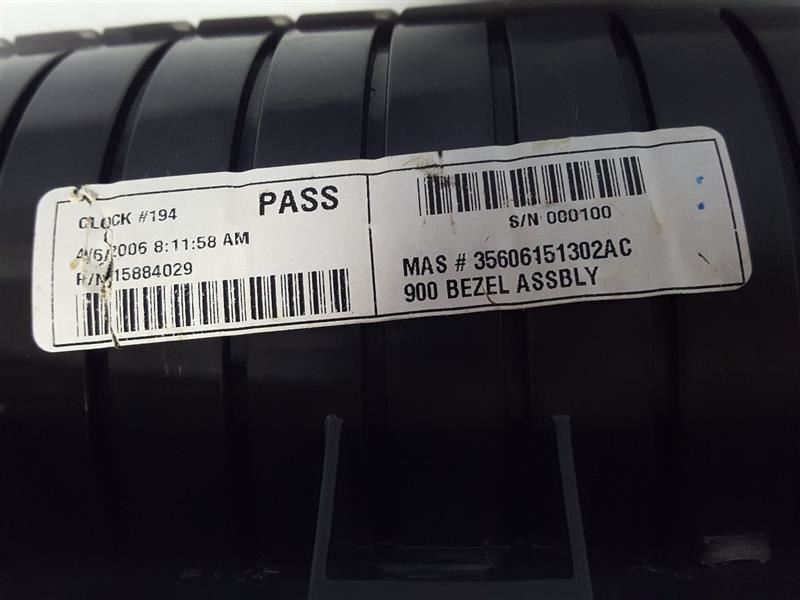 CLOCK #194
PASS
4/6/2006 8:11:58 AM
P/N 15884029
S/N 000100
MAS # 35606151302AC
900 BEZEL ASSBLY